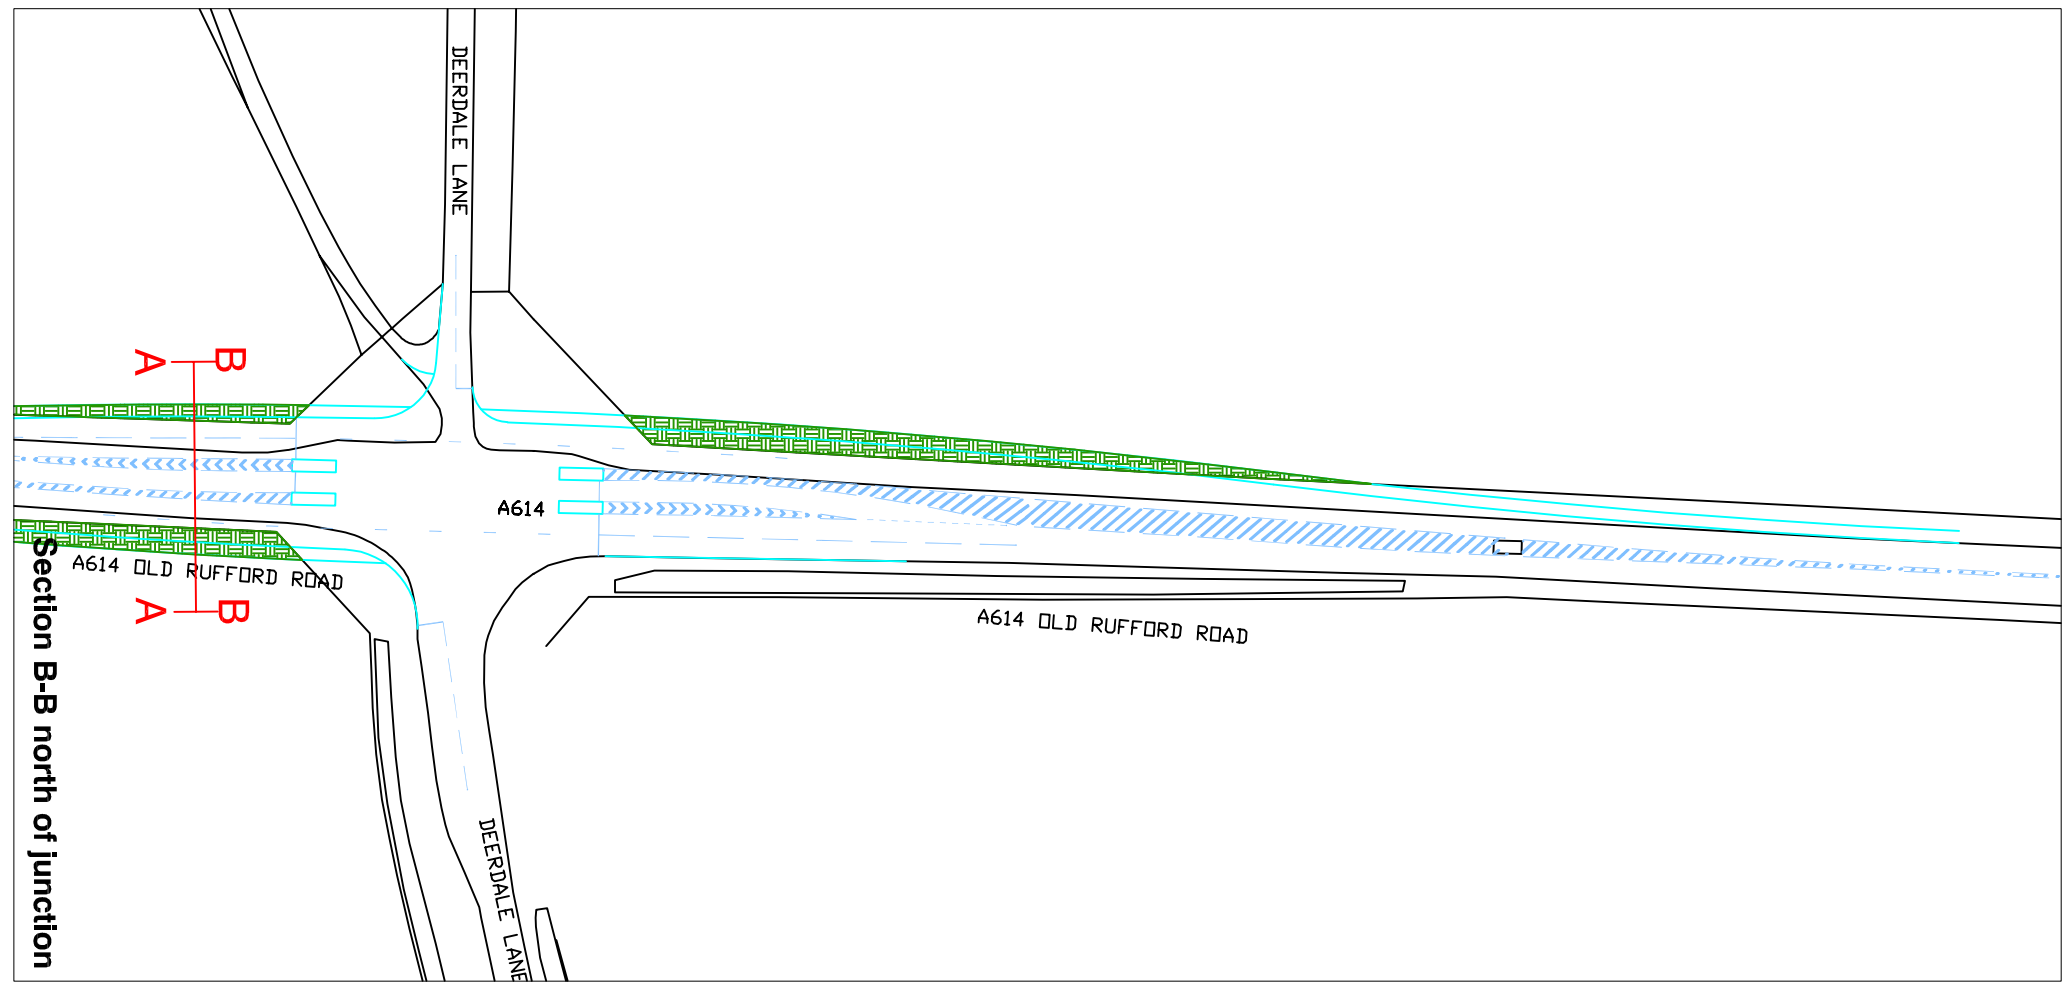 DEERDALE LANE
B
A
A614
A614 OLD RUFFORD ROAD
B
A
A614 OLD RUFFORD ROAD
Section B-B north of junction
DEERDALE LANE